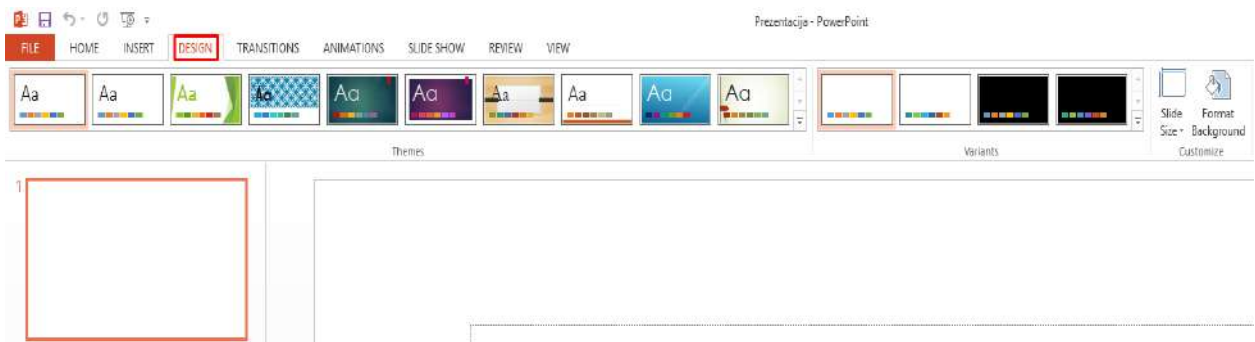 Prezentacija - PowerPoint
FILE HOME INSERT DESIGN TRANSITIONS ANIMATIONS SLIDE SHOW REVIEW VIEW
Aa Aa Aa Aa Aa Aa Aa Aa Aa Aa
Slide Size Format Background
Themes Variants Customize
1